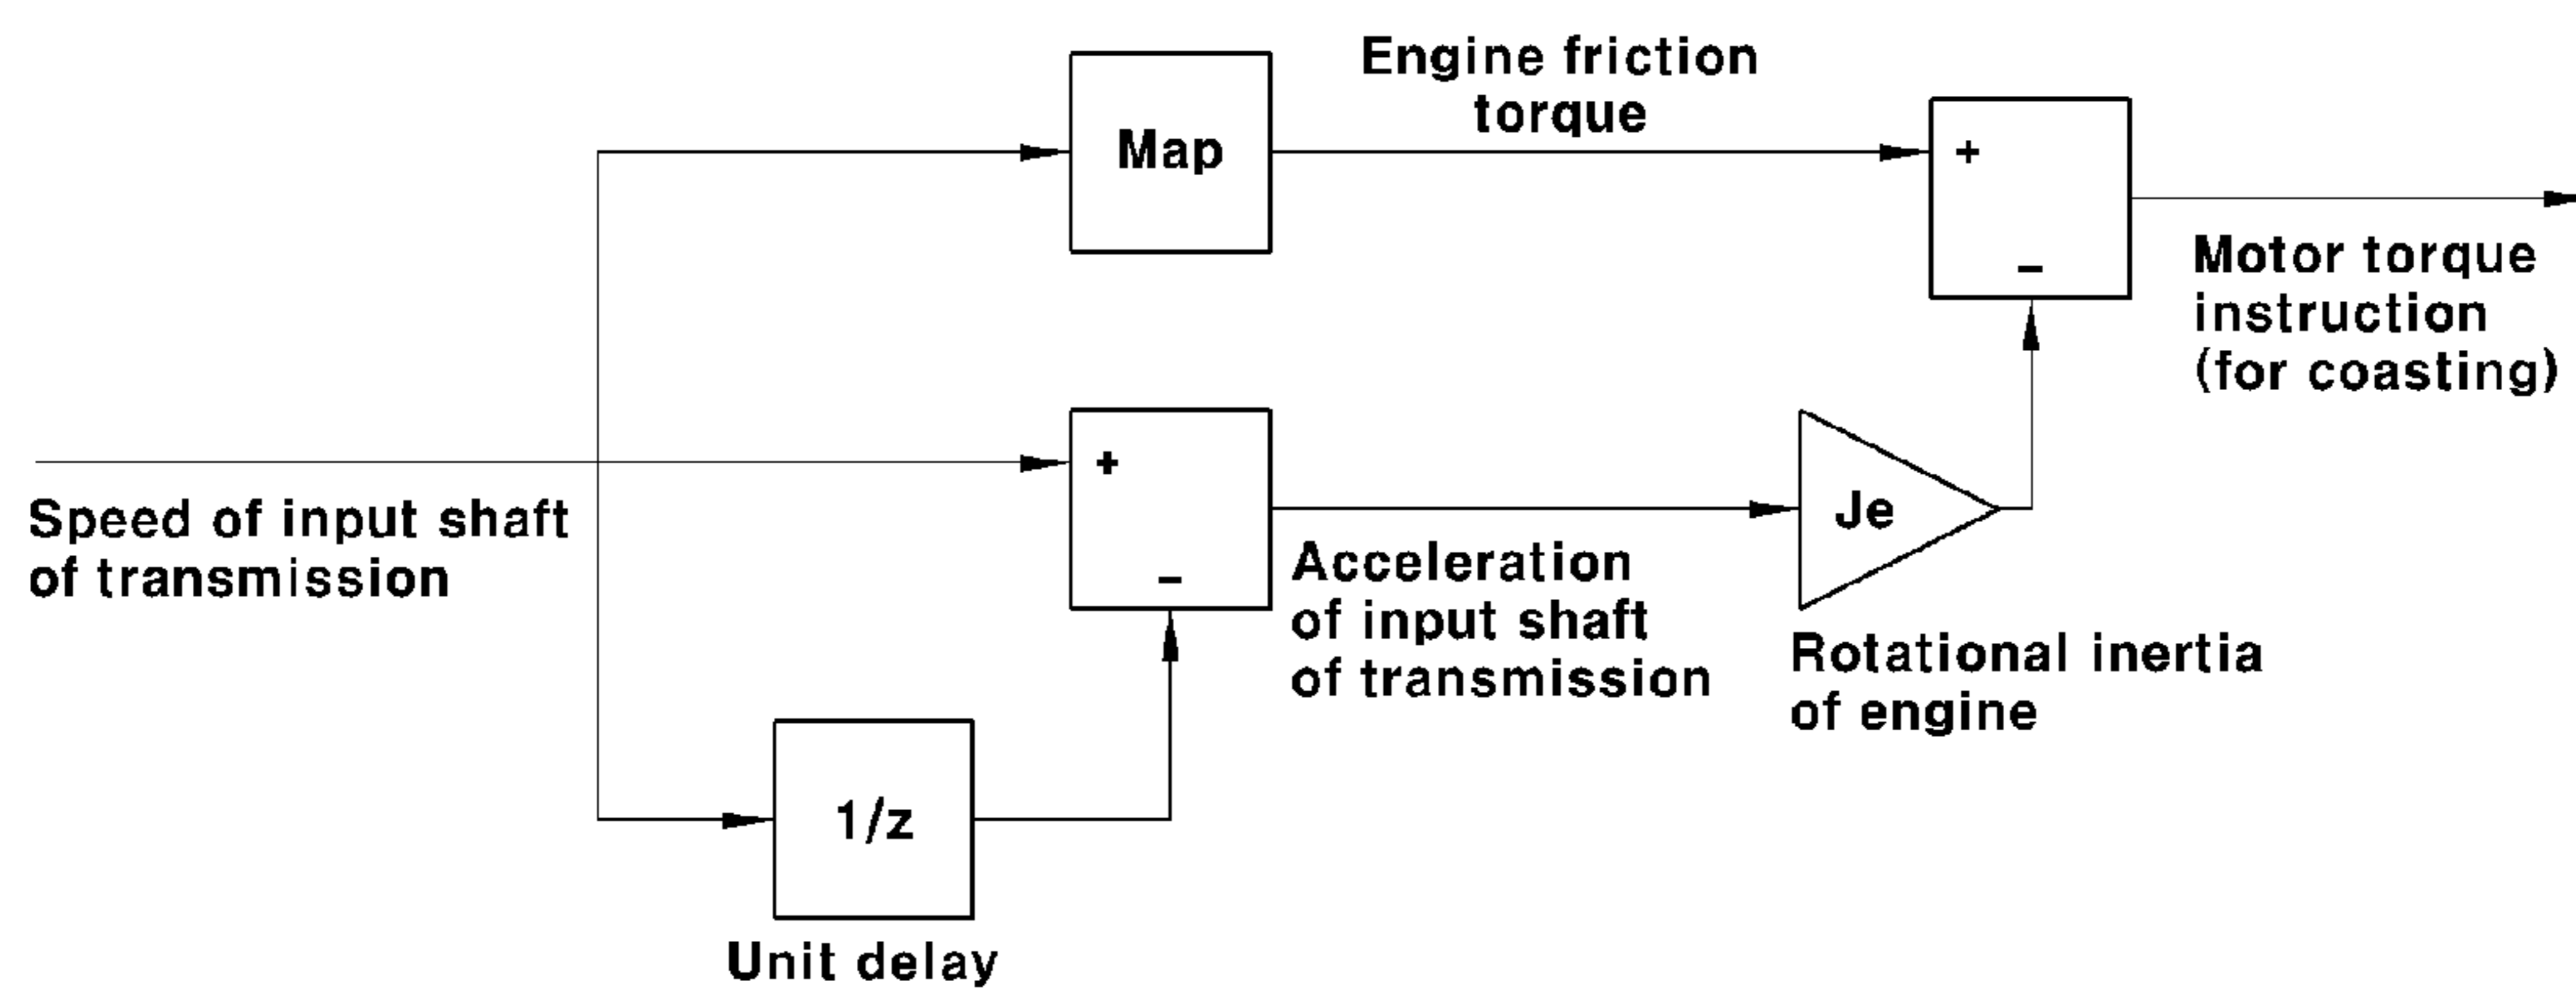 Engine friction
torque
Map
+
−
Motor torque
instruction
(for coasting)
+
−
Speed of input shaft
of transmission
Je
Acceleration
of input shaft
of transmission
Rotational inertia
of engine
1/z
Unit delay